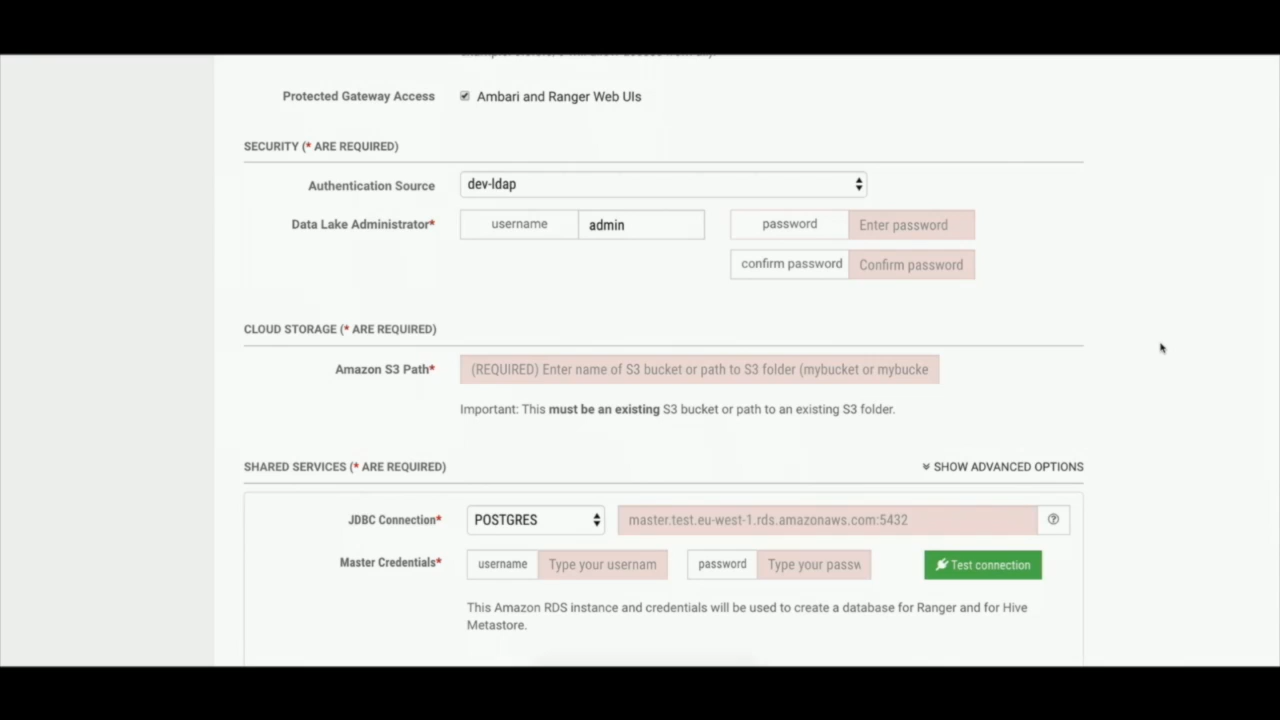 Protected Gateway Access Ambari and Ranger Web UIs
SECURITY (* ARE REQUIRED)
Authentication Source dev-ldap
Data Lake Administrator* username admin password Enter password
confirm password Confirm password
CLOUD STORAGE (* ARE REQUIRED)
Amazon S3 Path* (REQUIRED) Enter name of S3 bucket or path to S3 folder (mybucket or mybucke
Important: This must be an existing S3 bucket or path to an existing S3 folder.
SHARED SERVICES (* ARE REQUIRED) SHOW ADVANCED OPTIONS
JDBC Connection* POSTGRES master.test.eu-west-1.rds.amazonaws.com:5432
Master Credentials* username Type your usernam password Type your passw Test connection
This Amazon RDS instance and credentials will be used to create a database for Ranger and for Hive
Metastore.